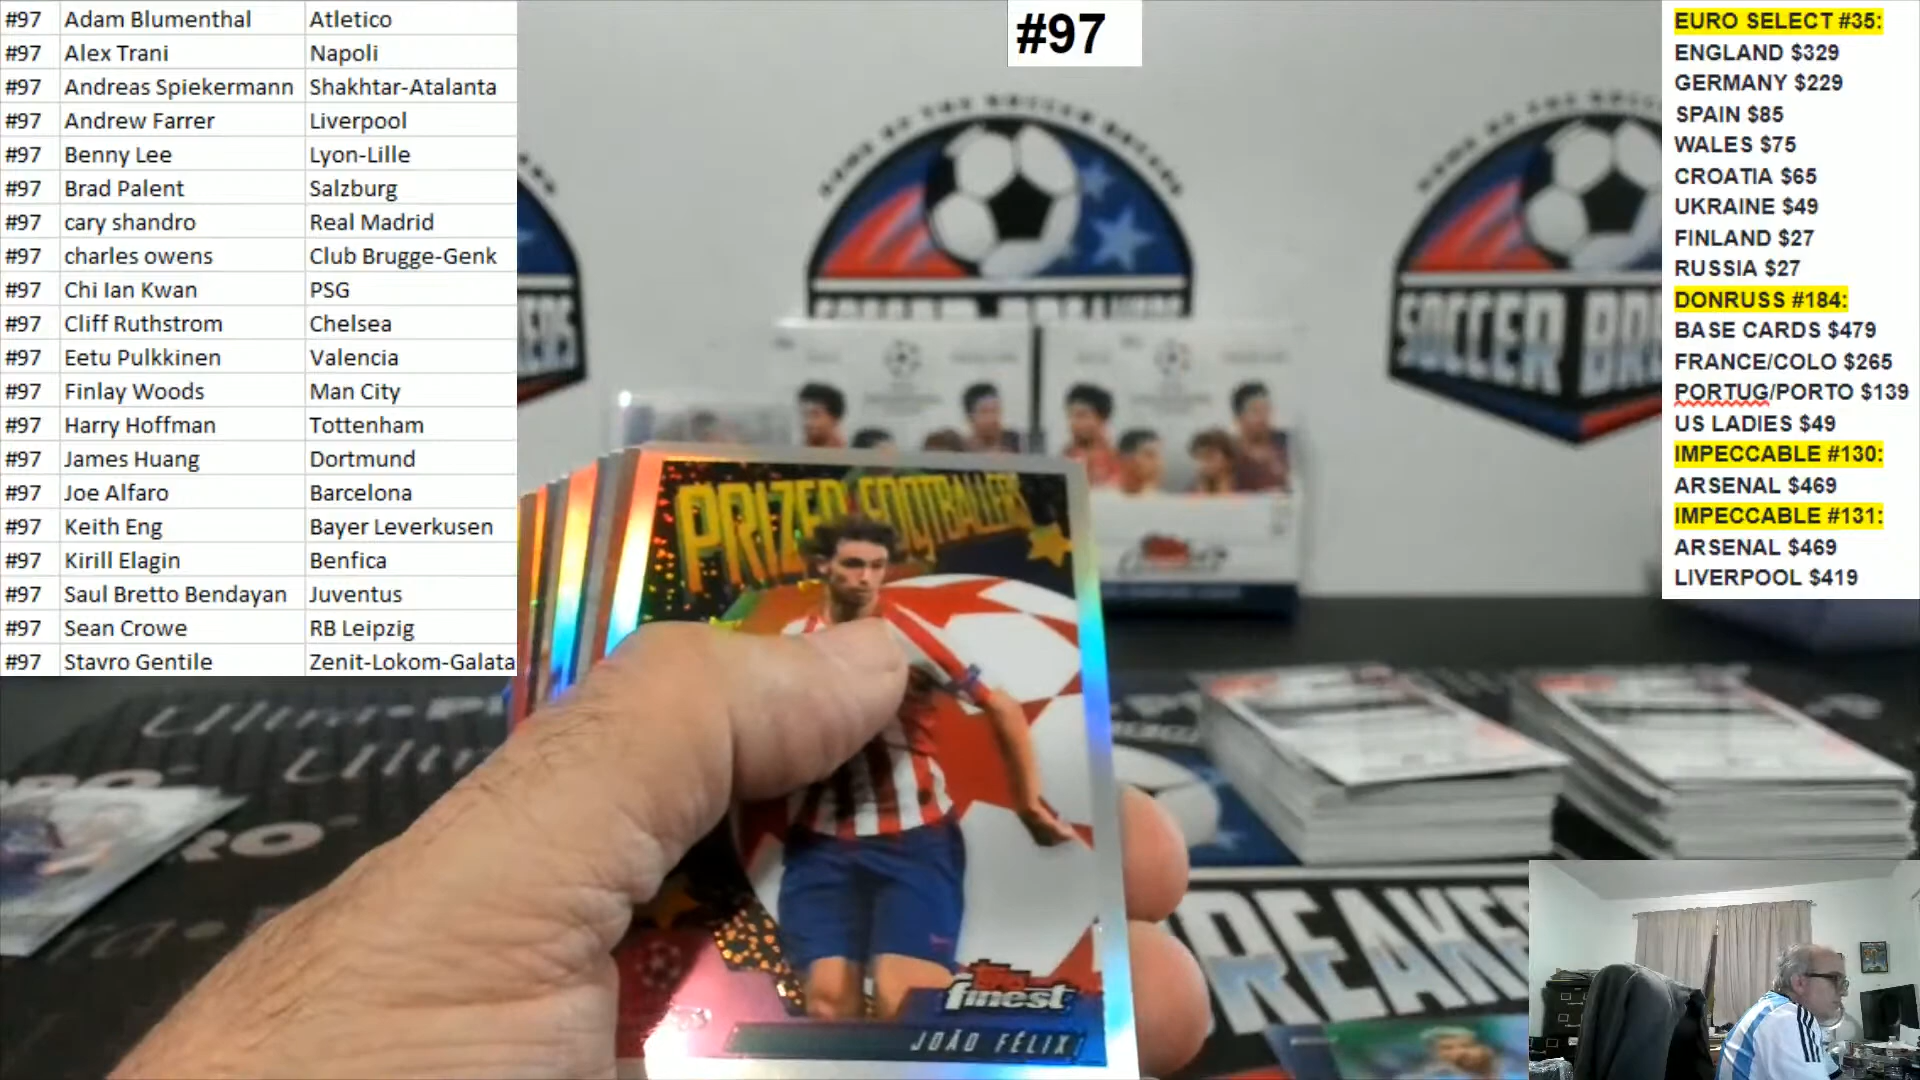 #97 Adam Blumenthal Atletico
#97 Alex Trani Napoli
#97 Andreas Spiekermann Shakhtar-Atalanta
#97 Andrew Farrer Liverpool
#97 Benny Lee Lyon-Lille
#97 Brad Palent Salzburg
#97 cary shandro Real Madrid
#97 charles owens Club Brugge-Genk
#97 Chi Ian Kwan PSG
#97 Cliff Ruthstrom Chelsea
#97 Eetu Pulkkinen Valencia
#97 Finlay Woods Man City
#97 Harry Hoffman Tottenham
#97 James Huang Dortmund
#97 Joe Alfaro Barcelona
#97 Keith Eng Bayer Leverkusen
#97 Kirill Elagin Benfica
#97 Saul Bretto Bendayan Juventus
#97 Sean Crowe RB Leipzig
#97 Stavro Gentile Zenit-Lokom-Galata
#97
EURO SELECT #35:
ENGLAND $329
GERMANY $229
SPAIN $85
WALES $75
CROATIA $65
UKRAINE $49
FINLAND $27
RUSSIA $27
DONRUSS #184:
BASE CARDS $479
FRANCE/COLO $265
PORTUG/PORTO $139
US LADIES $49
IMPECCABLE #130:
ARSENAL $469
IMPECCABLE #131:
ARSENAL $469
LIVERPOOL $419
SOCCER
PRIZED FOOTBALLERS
finest
JOÃO FÉLIX
BREAKE